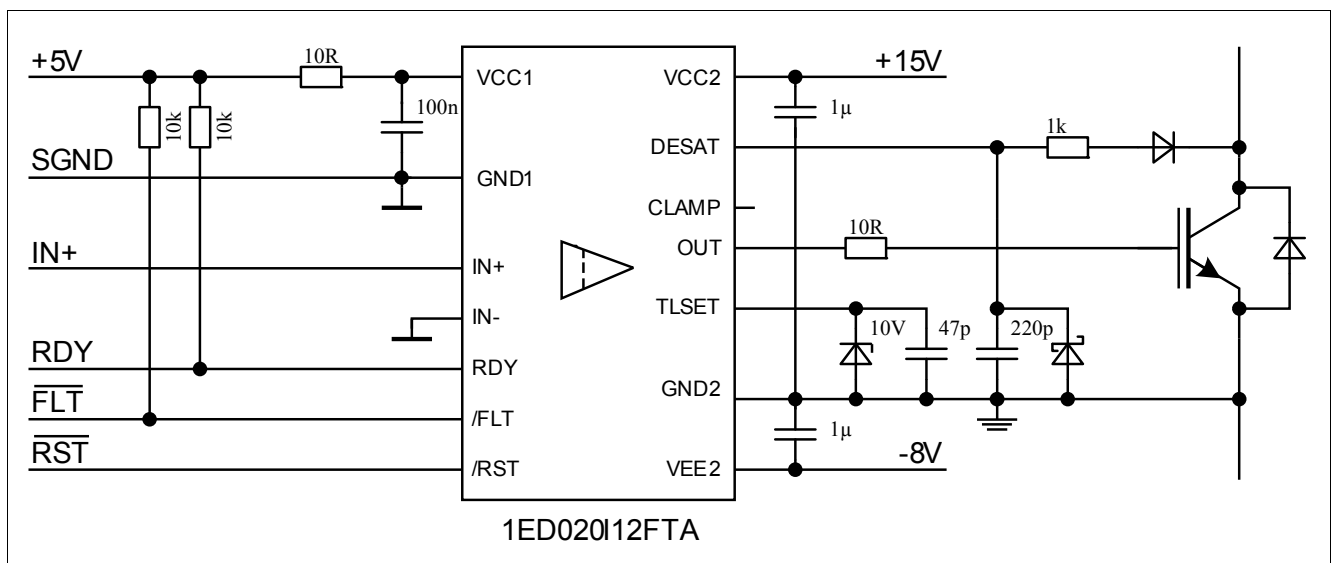 +5V
10R
VCC1
VCC2
+15V
10k
10k
100n
1µ
1k
SGND
GND1
DESAT
CLAMP
IN+
IN+
OUT
10R
IN-
TLSET
10V
47p
220p
RDY
RDY
FLT
/FLT
GND2
1µ
RST
/RST
VEE2
-8V
1ED020I12FTA